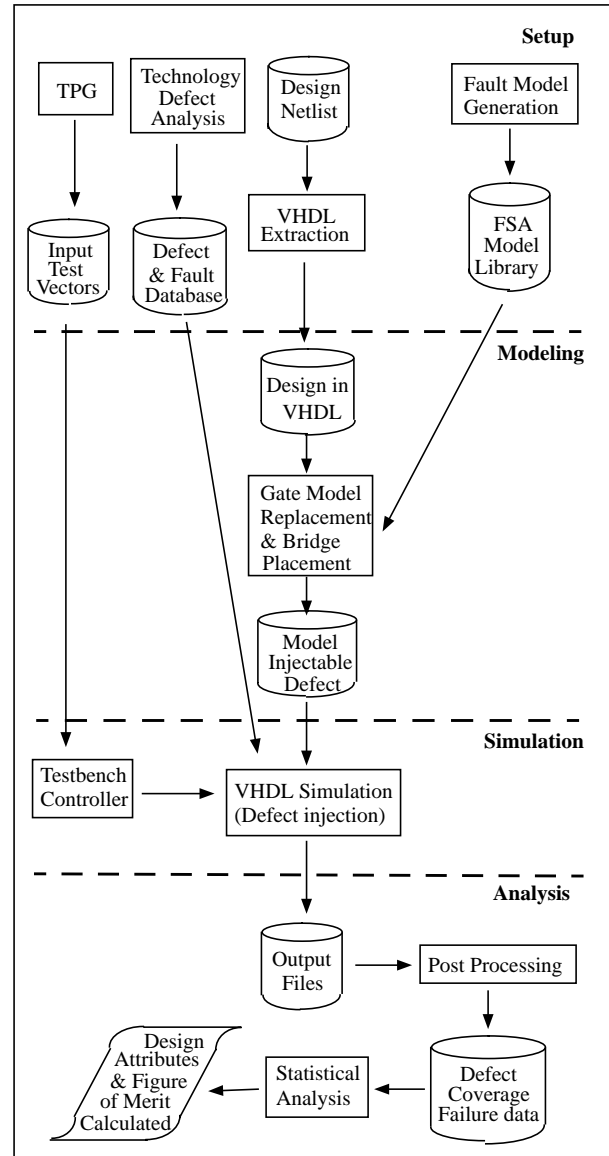 Setup
TPG
Technology
Defect
Analysis
Design
Netlist
Fault Model
Generation
Input
Test
Vectors
Defect
& Fault
Database
VHDL
Extraction
FSA
Model
Library
Modeling
Design in
VHDL
Gate Model
Replacement
& Bridge
Placement
Model
Injectable
Defect
Simulation
Testbench
Controller
VHDL Simulation
(Defect injection)
Analysis
Output
Files
Post Processing
Design
Attributes
& Figure
of Merit
Calculated
Statistical
Analysis
Defect
Coverage
Failure data